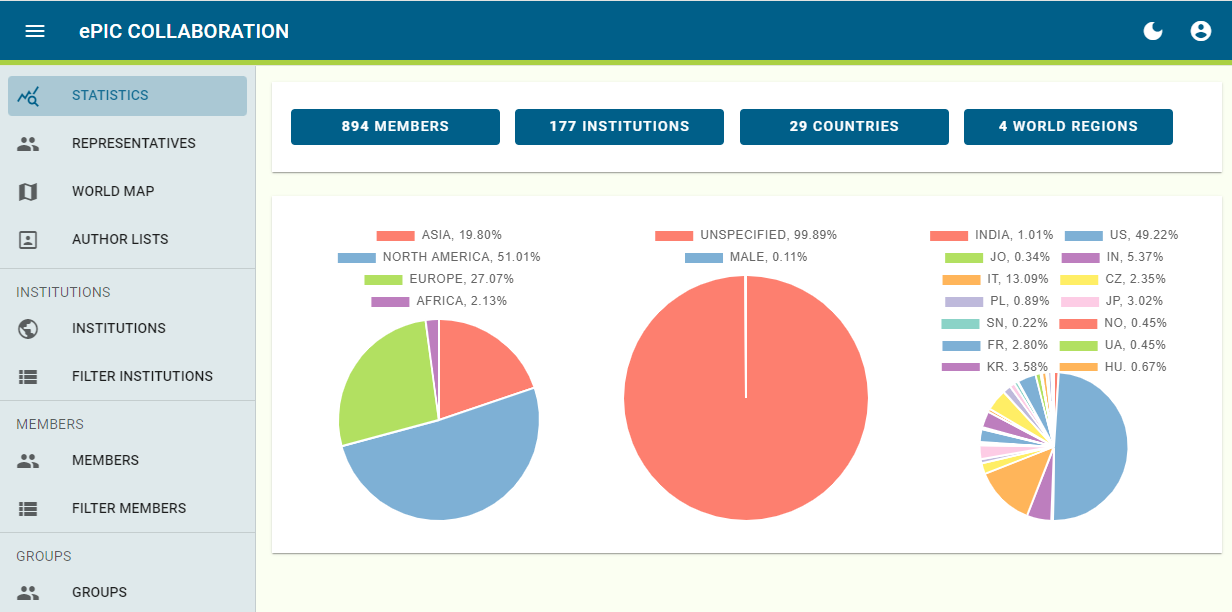 ePIC COLLABORATION
STATISTICS
REPRESENTATIVES
WORLD MAP
AUTHOR LISTS
INSTITUTIONS
INSTITUTIONS
FILTER INSTITUTIONS
MEMBERS
MEMBERS
FILTER MEMBERS
GROUPS
GROUPS
894 MEMBERS
177 INSTITUTIONS
29 COUNTRIES
4 WORLD REGIONS
ASIA, 19.80%
NORTH AMERICA, 51.01%
EUROPE, 27.07%
AFRICA, 2.13%
UNSPECIFIED, 99.89%
MALE, 0.11%
INDIA, 1.01% US, 49.22%
JO, 0.34% IN, 5.37%
IT, 13.09% CZ, 2.35%
PL, 0.89% JP, 3.02%
SN, 0.22% NO, 0.45%
FR, 2.80% UA, 0.45%
KR, 3.58% HU, 0.67%